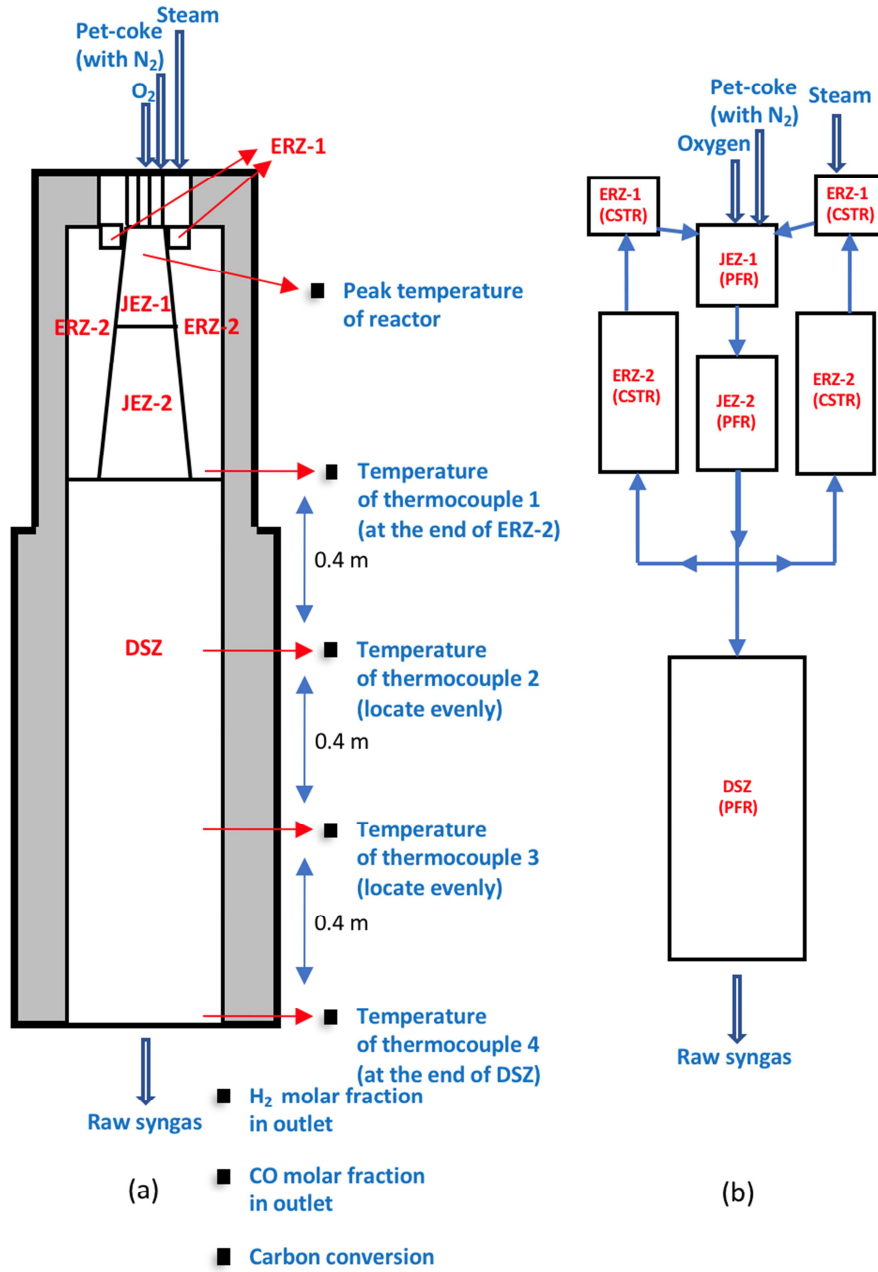 Steam
Pet-coke
(with N₂)
O₂
ERZ-1
JEZ-1
ERZ-2
ERZ-2
JEZ-2
DSZ
■ Peak temperature
of reactor
■ Temperature
of thermocouple 1
(at the end of ERZ-2)
0.4 m
■ Temperature
of thermocouple 2
(locate evenly)
0.4 m
■ Temperature
of thermocouple 3
(locate evenly)
0.4 m
■ Temperature
of thermocouple 4
(at the end of DSZ)
Raw syngas
■ H₂ molar fraction
in outlet
■ CO molar fraction
in outlet
■ Carbon conversion
(a)
Pet-coke
(with N₂)
Oxygen
Steam
ERZ-1
(CSTR)
ERZ-1
(CSTR)
JEZ-1
(PFR)
ERZ-2
(CSTR)
JEZ-2
(PFR)
ERZ-2
(CSTR)
DSZ
(PFR)
Raw syngas
(b)